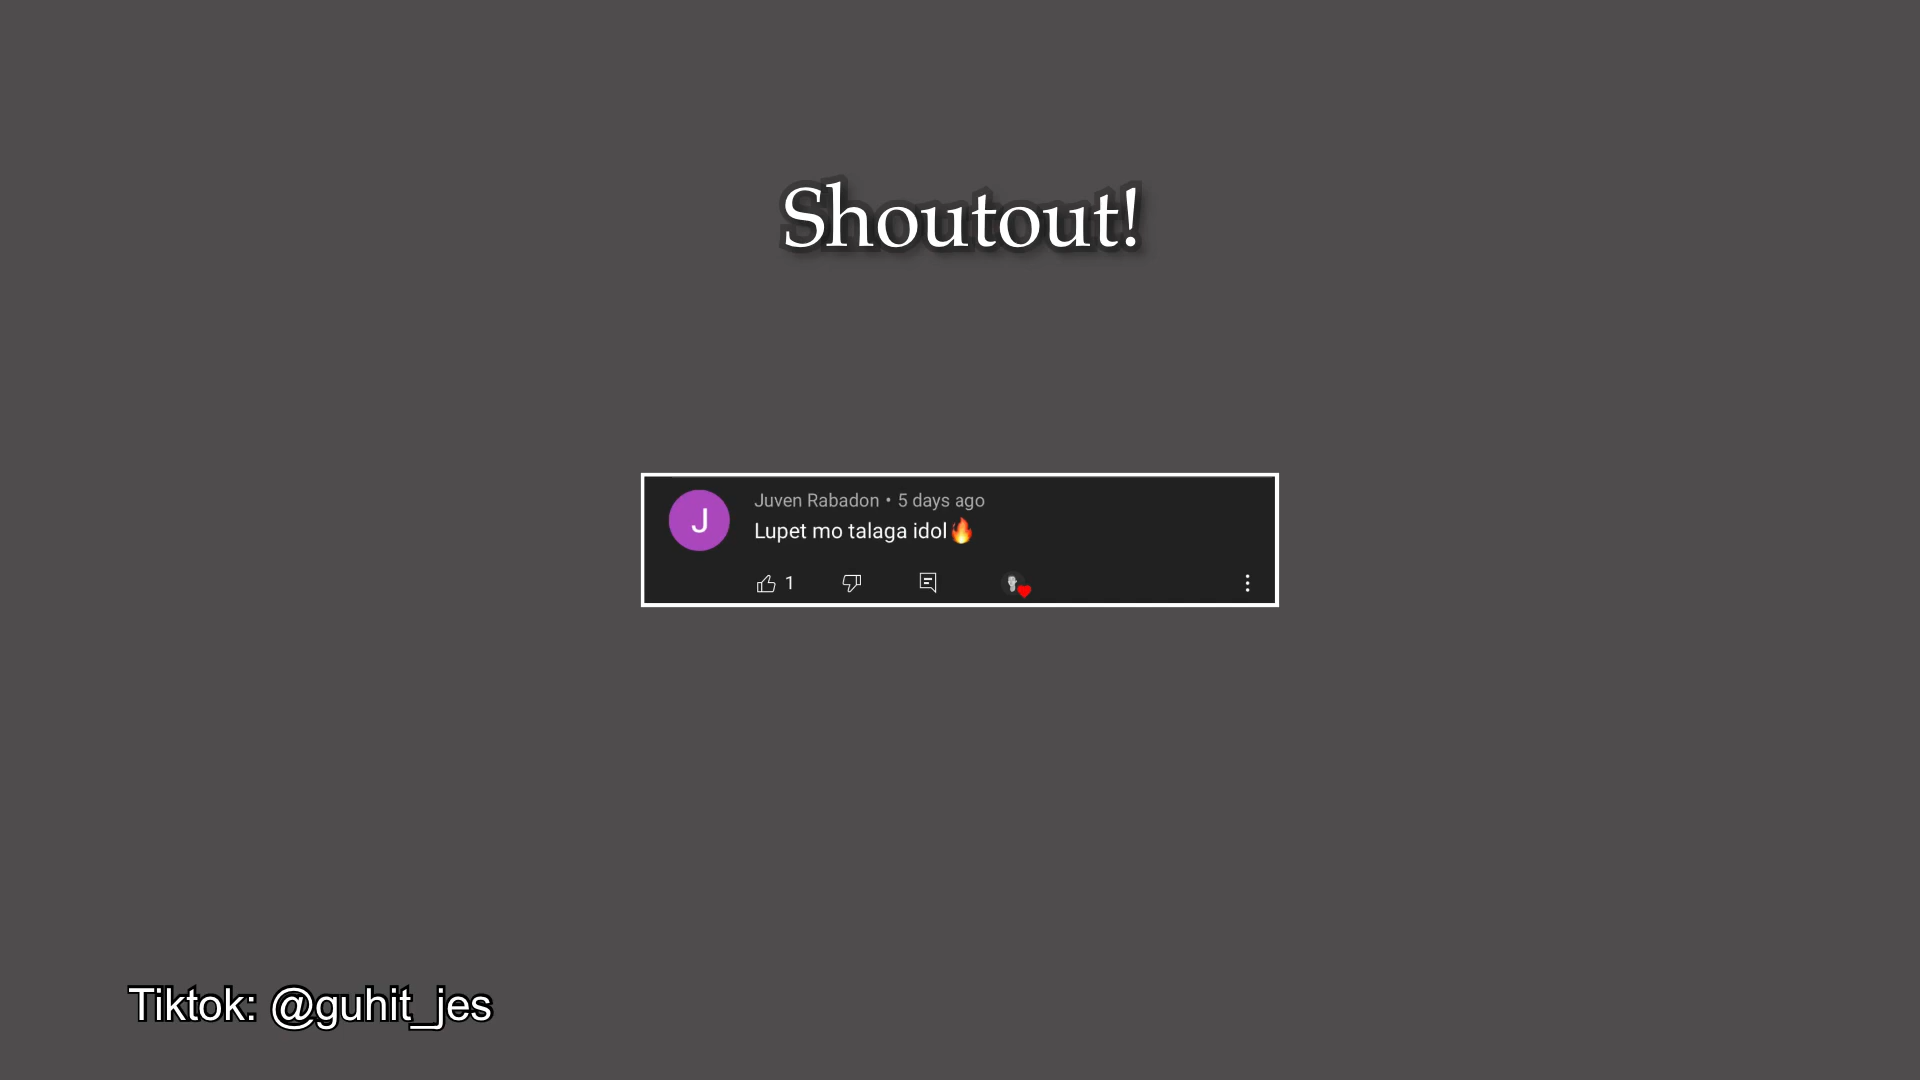 Shoutout!
J
Juven Rabadon • 5 days ago
Lupet mo talaga idol🔥
1
Tiktok: @guhit_jes